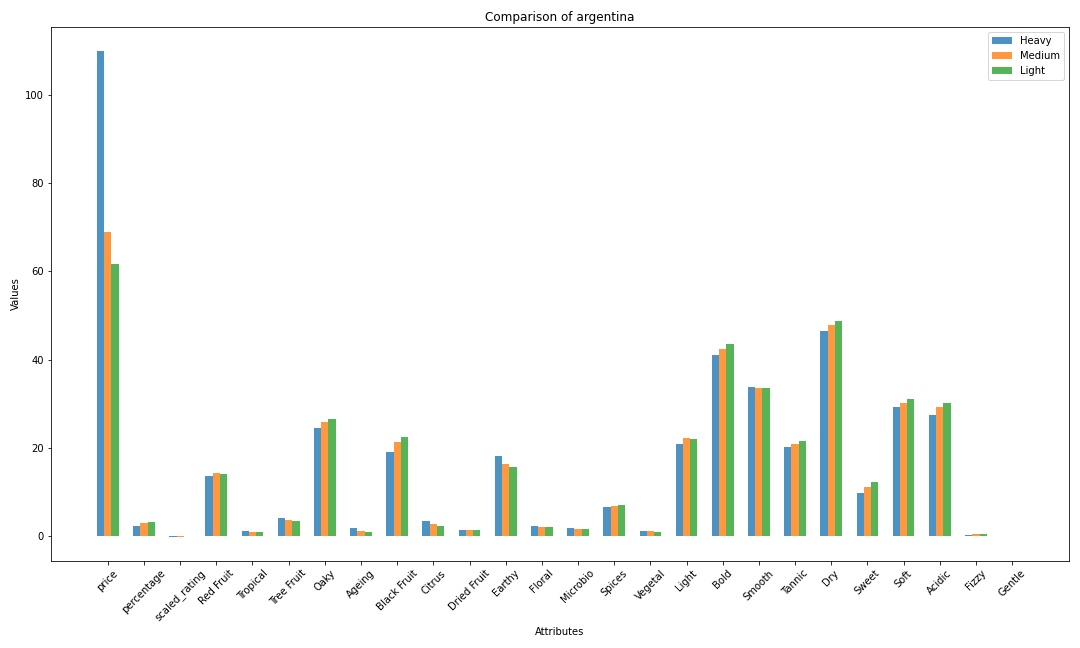 Comparison of argentina
Heavy
Medium
Light
100
80
60
40
20
0
Values
price
percentage
scaled_rating
Red Fruit
Tropical
Tree Fruit
Oaky
Ageing
Black Fruit
Citrus
Dried Fruit
Earthy
Floral
Microbio
Spices
Vegetal
Light
Bold
Smooth
Tannic
Dry
Sweet
Soft
Acidic
Fizzy
Gentle
Attributes